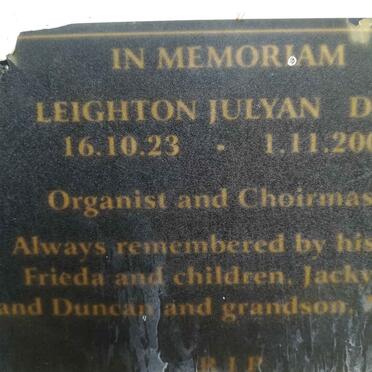 IN MEMORIAM
LEIGHTON JULYAN D
16.10.23 - 1.11.200
Organist and Choirmas
Always remembered by his
Frieda and children, Jacky
and Duncan and grandson,
R.I.P